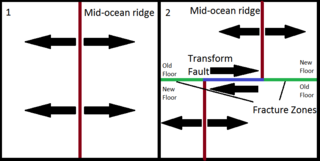 1
Mid-ocean ridge
2
Mid-ocean ridge
Transform
Fault
Old
Floor
New
Floor
New
Floor
Old
Floor
Fracture Zones